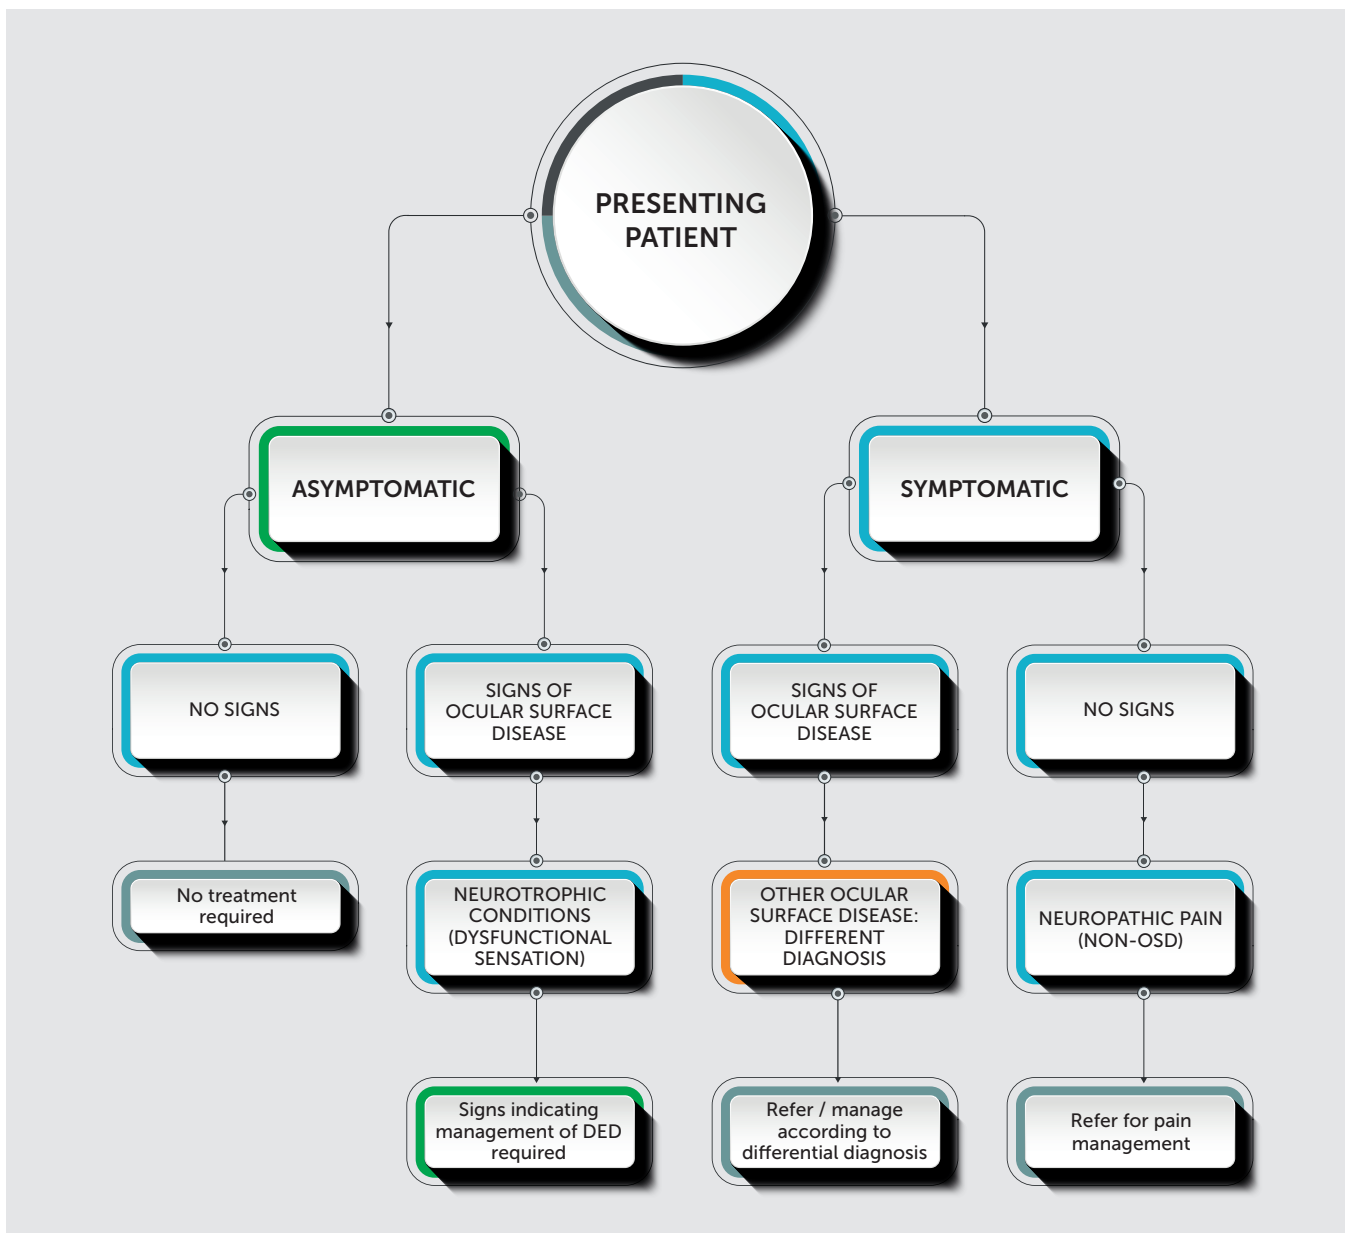 PRESENTING
PATIENT
ASYMPTOMATIC
SYMPTOMATIC
NO SIGNS
SIGNS OF
OCULAR SURFACE
DISEASE
SIGNS OF
OCULAR SURFACE
DISEASE
NO SIGNS
No treatment
required
NEUROTROPHIC
CONDITIONS
(DYSFUNCTIONAL
SENSATION)
OTHER OCULAR
SURFACE DISEASE:
DIFFERENT
DIAGNOSIS
NEUROPATHIC PAIN
(NON-OSD)
Signs indicating
management of DED
required
Refer / manage
according to
differential diagnosis
Refer for pain
management